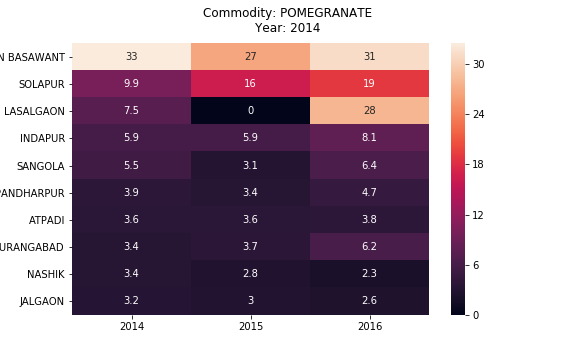 Commodity: POMEGRANATE
Year: 2014
N BASAWANT 33 27 31
SOLAPUR 9.9 16 19
LASALGAON 7.5 0 28
INDAPUR 5.9 5.9 8.1
SANGOLA 5.5 3.1 6.4
PANDHARPUR 3.9 3.4 4.7
ATPADI 3.6 3.6 3.8
URANGABAD 3.4 3.7 6.2
NASHIK 3.4 2.8 2.3
JALGAON 3.2 3 2.6
2014 2015 2016
30
24
18
12
6
0